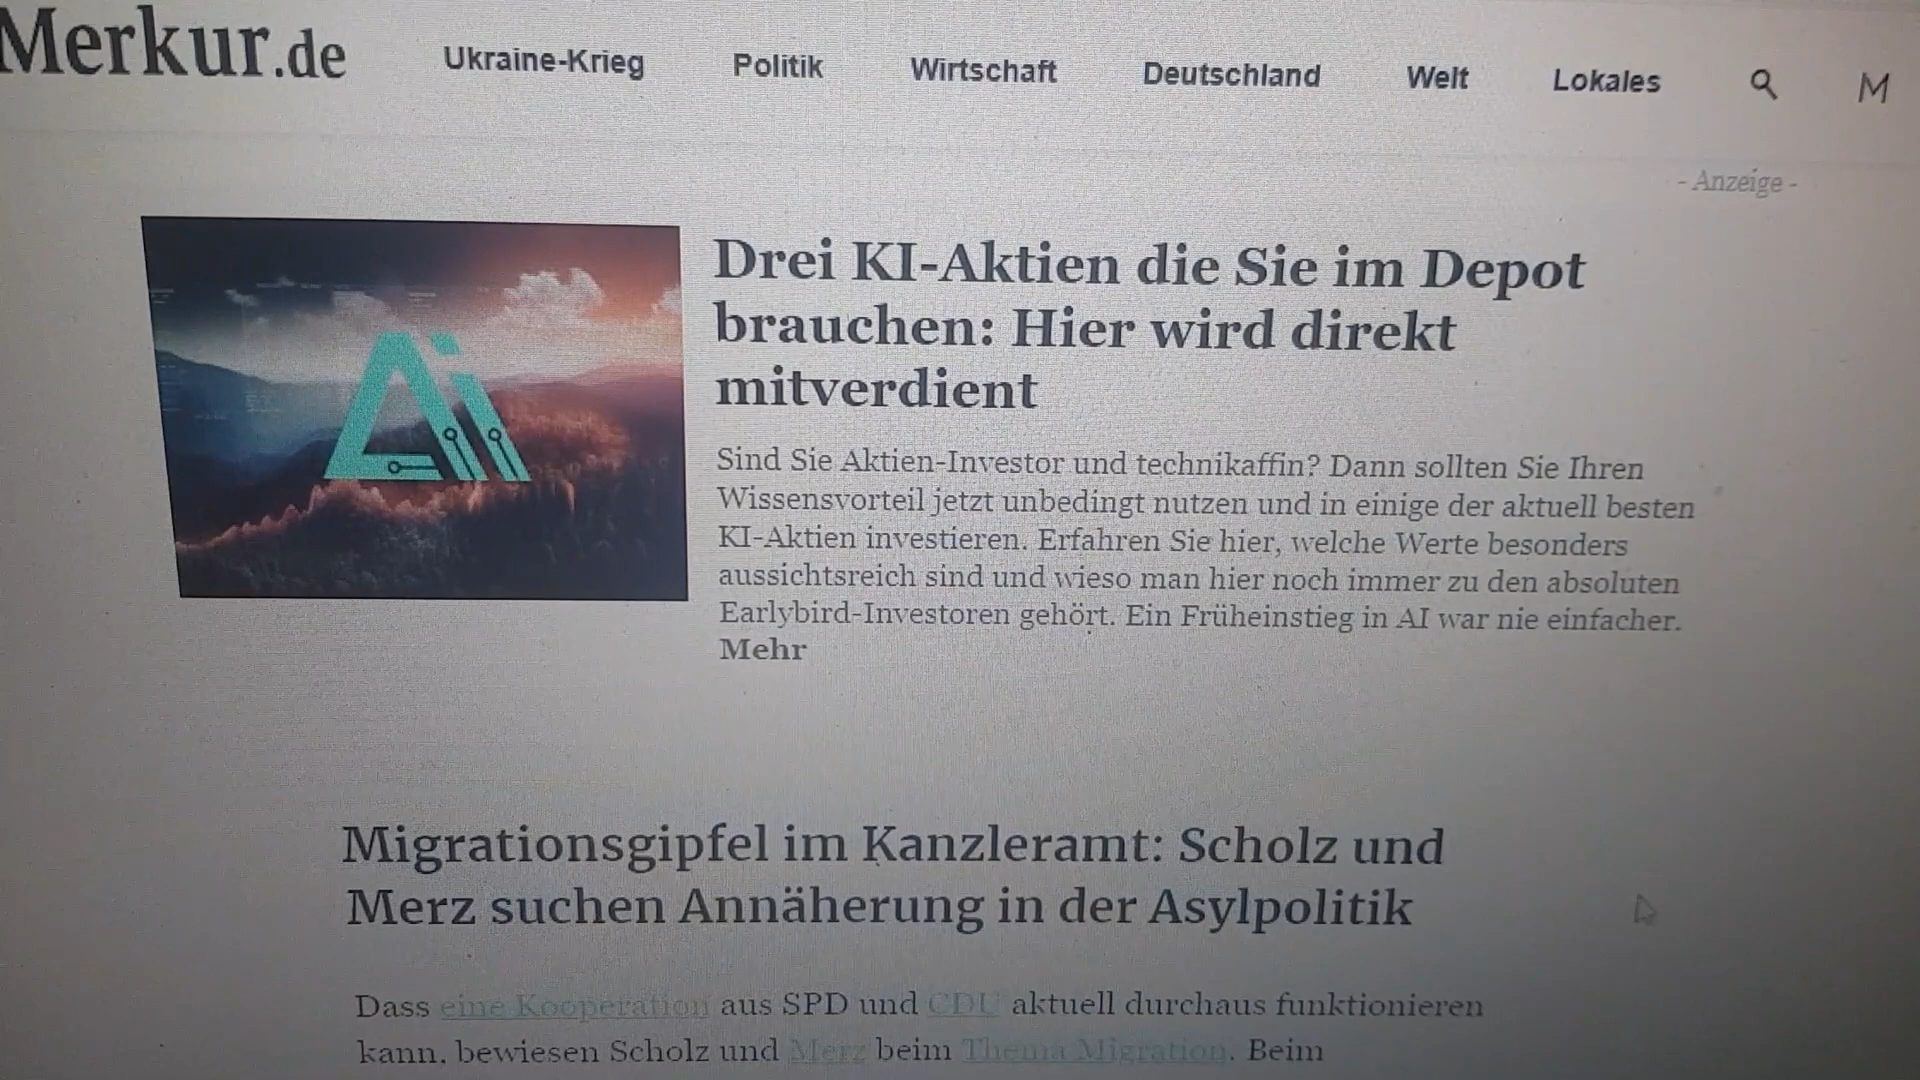 Merkur.de
Ukraine-Krieg Politik Wirtschaft Deutschland Welt Lokales M
- Anzeige -
Ai
Drei KI-Aktien die Sie im Depot
brauchen: Hier wird direkt
mitverdient
Sind Sie Aktien-Investor und technikaffin? Dann sollten Sie Ihren
Wissensvorteil jetzt unbedingt nutzen und in einige der aktuell besten
KI-Aktien investieren. Erfahren Sie hier, welche Werte besonders
aussichtsreich sind und wieso man hier noch immer zu den absoluten
Earlybird-Investoren gehört. Ein Früheinstieg in AI war nie einfacher.
Mehr
Migrationsgipfel im Kanzleramt: Scholz und
Merz suchen Annäherung in der Asylpolitik
Dass eine Kooperation aus SPD und CDU aktuell durchaus funktionieren
kann, bewiesen Scholz und Merz beim Thema Migration. Beim